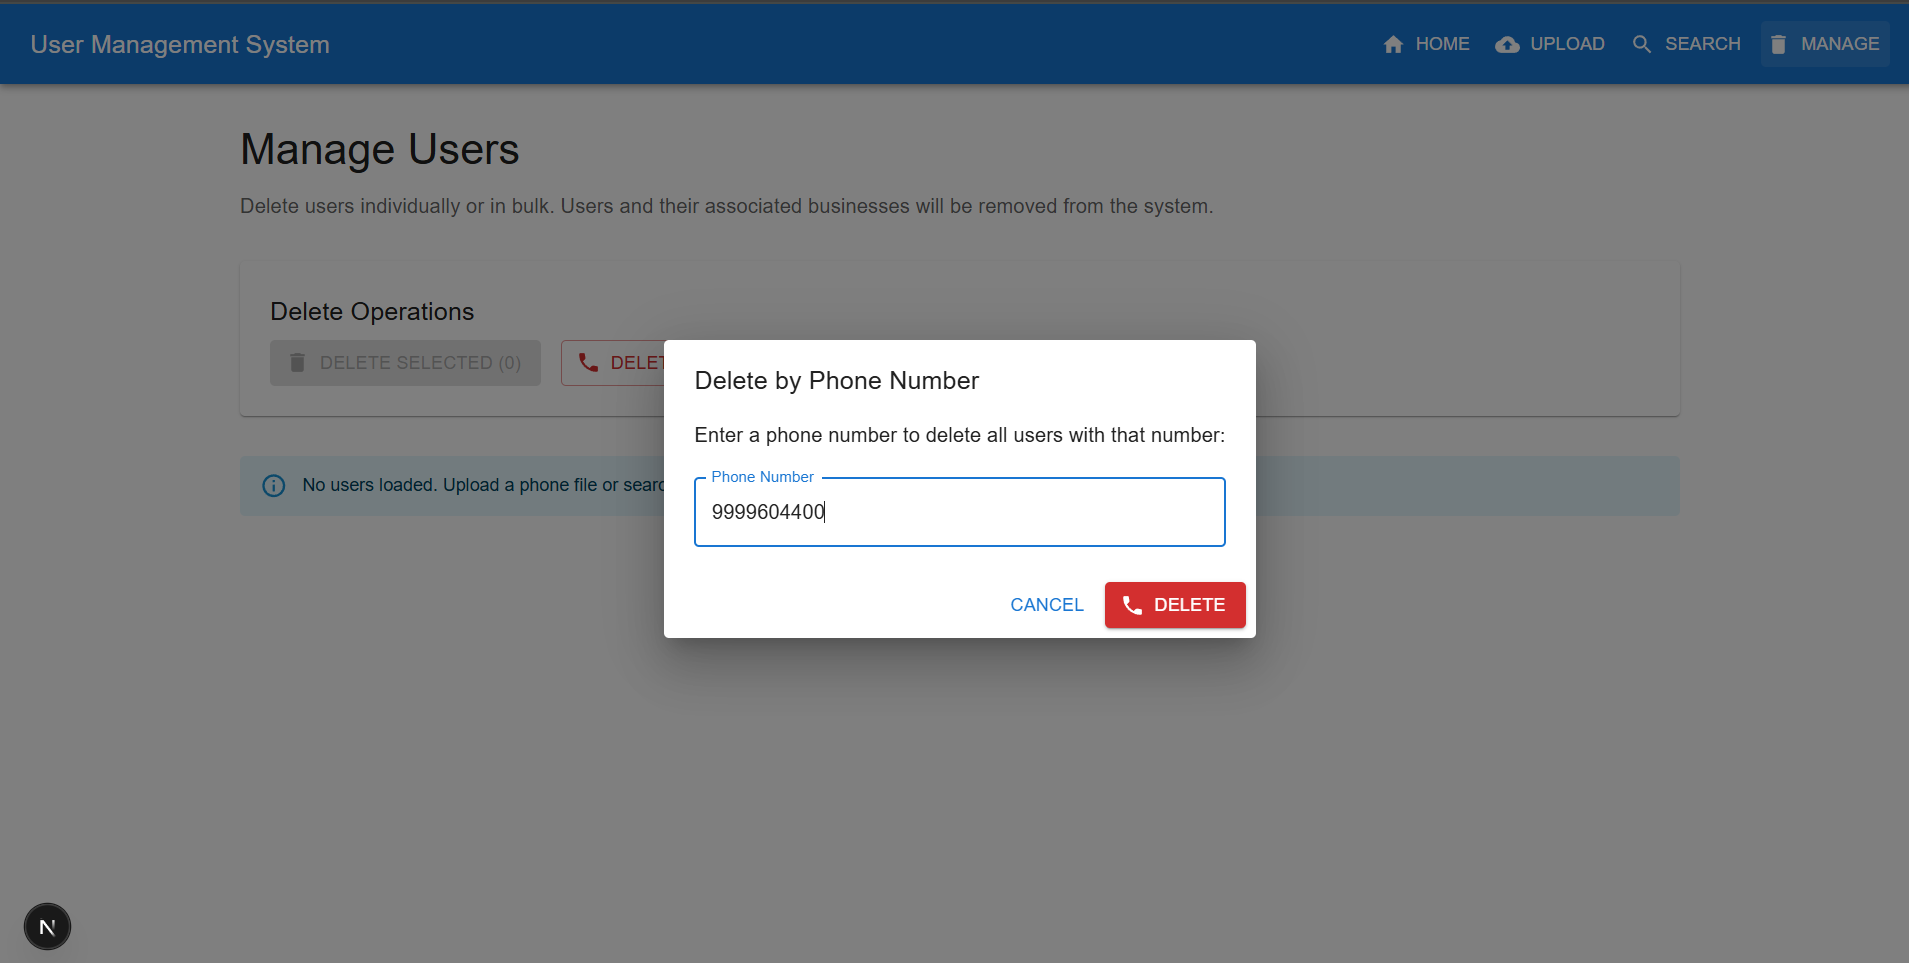 User Management System
HOME
UPLOAD
SEARCH
MANAGE
Manage Users
Delete users individually or in bulk. Users and their associated businesses will be removed from the system.
Delete Operations
DELETE SELECTED (0)
Delete by Phone Number
Enter a phone number to delete all users with that number:
No users loaded. Upload a phone file or
Phone Number
9999604400
CANCEL
DELETE
N